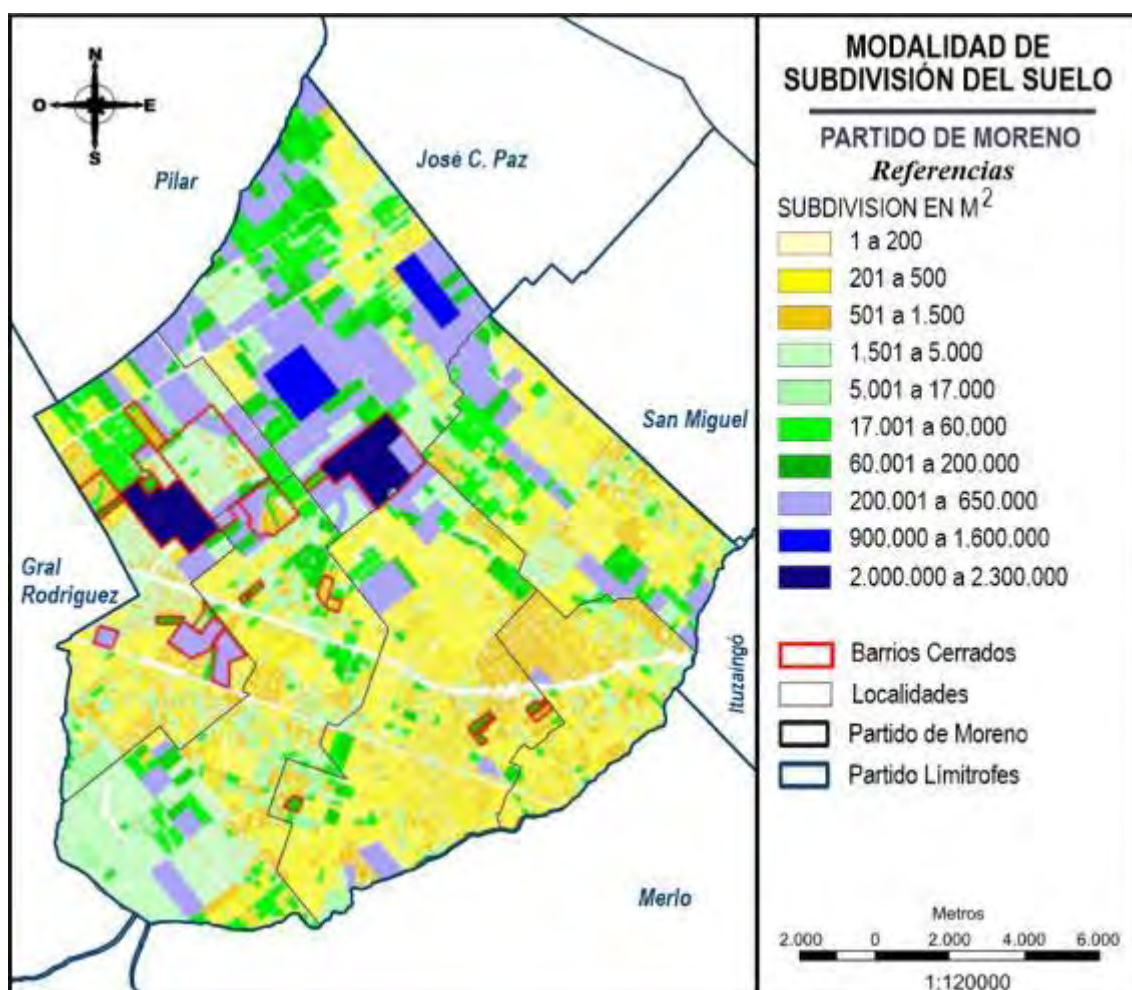 N
O
E
S
Pilar
José C. Paz
San Miguel
Gral
Rodríguez
Ituzaingó
Merlo
MODALIDAD DE
SUBDIVISIÓN DEL SUELO
PARTIDO DE MORENO
Referencias
SUBDIVISION EN M²
1 a 200
201 a 500
501 a 1.500
1.501 a 5.000
5.001 a 17.000
17.001 a 60.000
60.001 a 200.000
200.001 a 650.000
900.000 a 1.600.000
2.000.000 a 2.300.000
Barrios Cerrados
Localidades
Partido de Moreno
Partido Limitrofes
Metros
2.000 0 2.000 4.000 6.000
1:120000